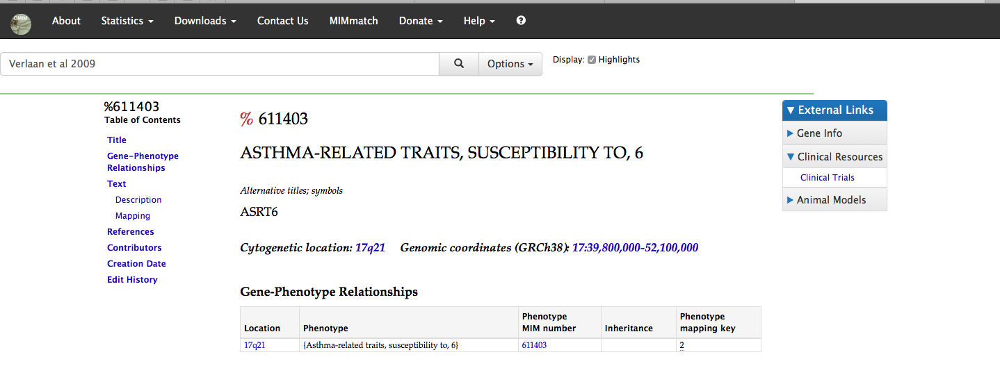 OMIM
About Statistics Downloads Contact Us MIMmatch Donate Help ?
Verlaan et al 2009 Options Display: Highlights
%611403
Table of Contents
Title
Gene-Phenotype
Relationships
Text
Description
Mapping
References
Contributors
Creation Date
Edit History
% 611403
ASTHMA-RELATED TRAITS, SUSCEPTIBILITY TO, 6
Alternative titles; symbols
ASRT6
Cytogenetic location: 17q21 Genomic coordinates (GRCh38): 17:39,800,000-52,100,000
Gene-Phenotype Relationships
Location Phenotype Phenotype MIM number Inheritance Phenotype mapping key
17q21 {Asthma-related traits, susceptibility to, 6} 611403 2
External Links
Gene Info
Clinical Resources
Clinical Trials
Animal Models